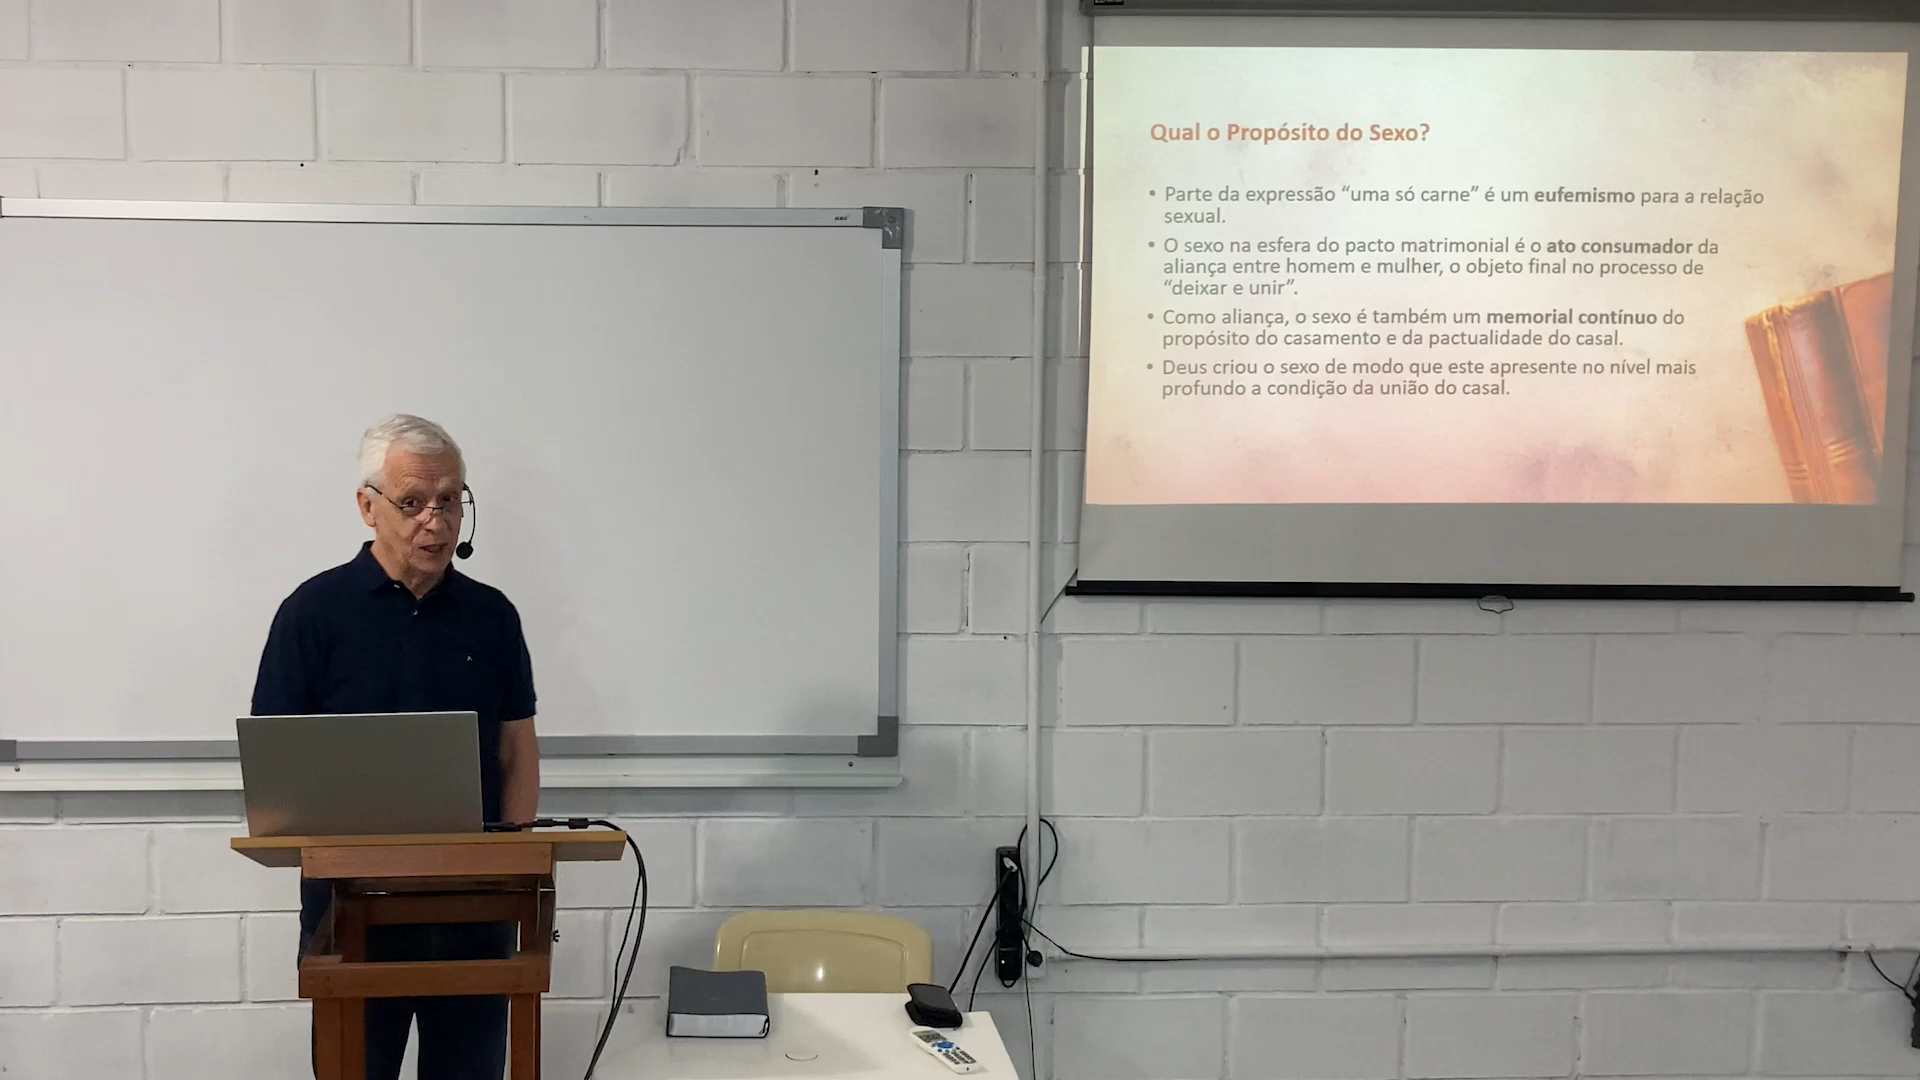 Qual o Propósito do Sexo?
• Parte da expressão “uma só carne” é um eufemismo para a relação
sexual.
• O sexo na esfera do pacto matrimonial é o ato consumador da
aliança entre homem e mulher, o objeto final no processo de
“deixar e unir”.
• Como aliança, o sexo é também um memorial contínuo do
propósito do casamento e da pactualidade do casal.
• Deus criou o sexo de modo que este apresente no nível mais
profundo a condição da união do casal.